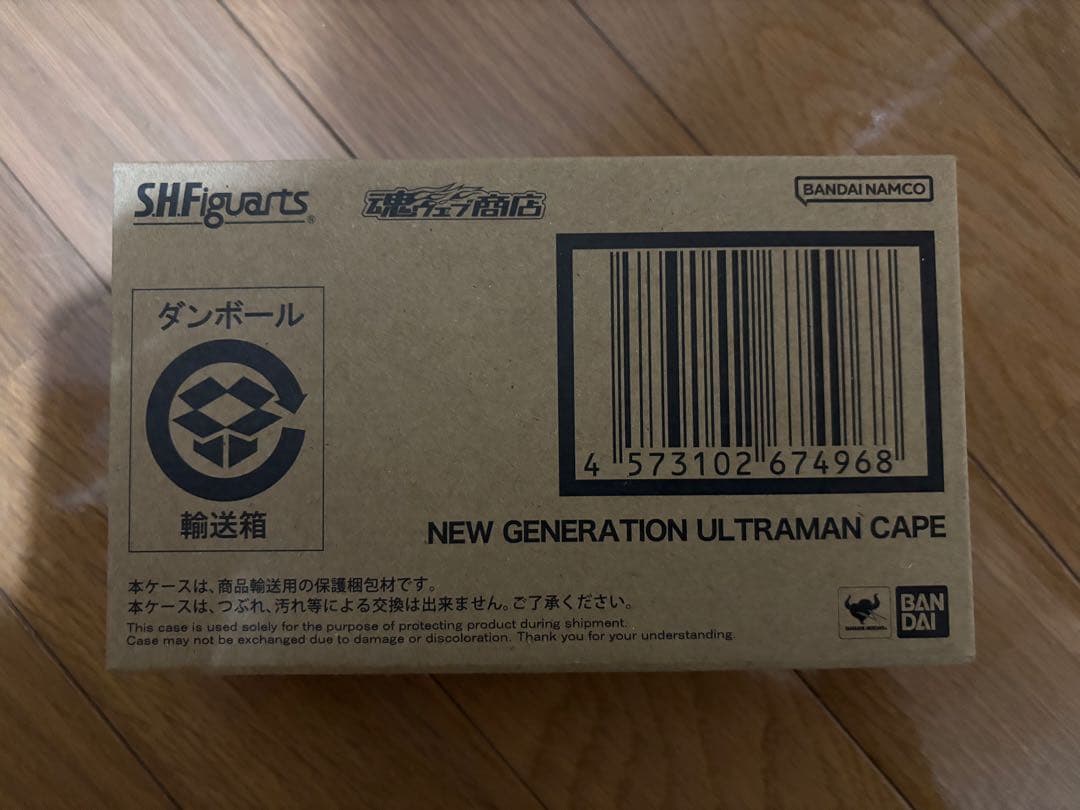 S.H.Figuarts®
魂ウェブ商店
BANDAI NAMCO
ダンボール
輸送箱
4 573102 674968
NEW GENERATION ULTRAMAN CAPE
本ケースは、商品輸送用の保護梱包材です。
本ケースは、つぶれ、汚れ等による交換は出来ません。ご了承ください。
This case is used solely for the purpose of protecting product during shipment.
Case may not be exchanged due to damage or discoloration. Thank you for your understanding.
BAN
DAI